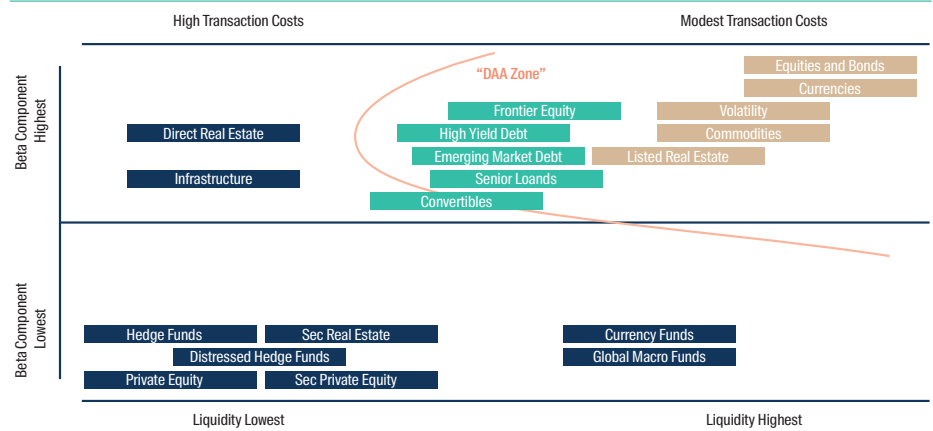 High Transaction Costs
Modest Transaction Costs
Beta Component
Highest
"DAA Zone"
Equities and Bonds
Currencies
Frontier Equity
Volatility
Direct Real Estate
High Yield Debt
Commodities
Emerging Market Debt
Listed Real Estate
Infrastructure
Senior Loands
Convertibles
Beta Component
Lowest
Hedge Funds
Sec Real Estate
Currency Funds
Distressed Hedge Funds
Global Macro Funds
Private Equity
Sec Private Equity
Liquidity Lowest
Liquidity Highest